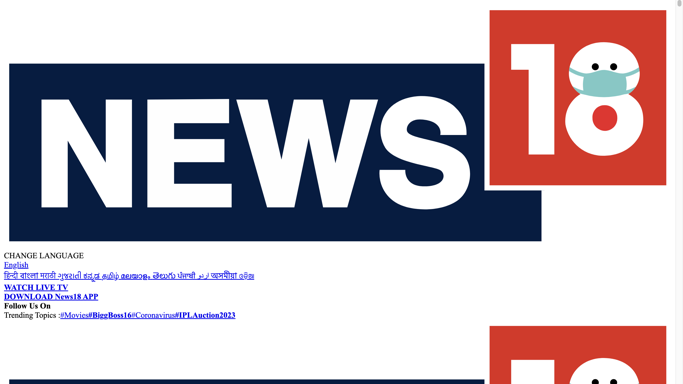 NEWS 18
CHANGE LANGUAGE
English
हिन्दी বাংলা मराठी ગુજરાતી ಕನ್ನಡ தமிழ் മലയാളം తెలుగు ਪੰਜਾਬੀ اردو অসমীয়া ଓଡ଼ିଆ
WATCH LIVE TV
DOWNLOAD News18 APP
Follow Us On
Trending Topics :#Movies#BiggBoss16#Coronavirus#IPLAuction2023
18